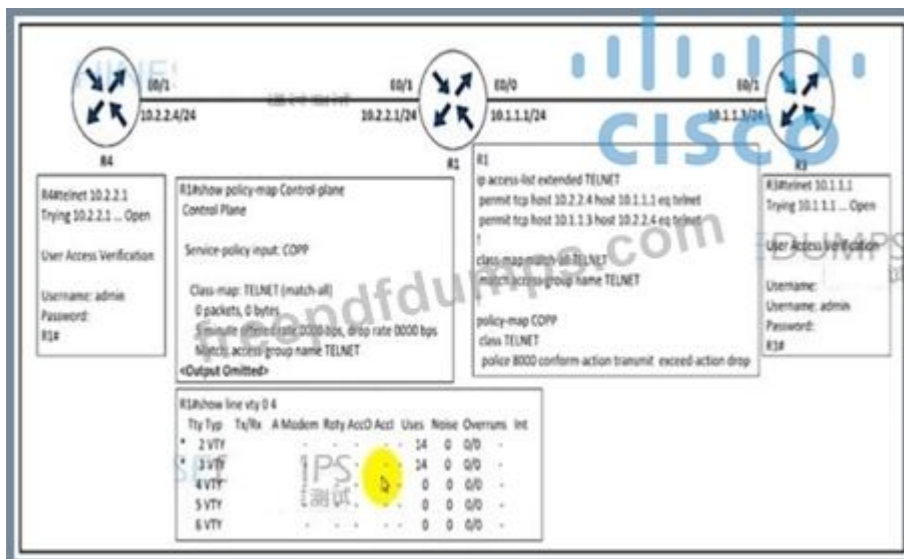 CISCO
E0/1
E0/1
E0/0
E0/1
10.2.2.4/24
10.2.2.1/24
10.1.1.1/24
10.1.1.3/24
R4
R1
R3
R4#telnet 10.2.2.1
Trying 10.2.2.1 ... Open
User Access Verification
Username: admin
Password:
R1#
R1#show policy-map Control-plane
Control Plane
Service-policy input: COPP
Class-map: TELNET (match-all)
0 packets, 0 bytes
5 minute offered rate 0000 bps, drop rate 0000 bps
Match: access-group name TELNET
<Output Omitted>
R1
ip access-list extended TELNET
permit tcp host 10.2.2.4 host 10.1.1.1 eq telnet
permit tcp host 10.1.1.3 host 10.2.2.4 eq telnet
!
class-map match-all TELNET
match access-group name TELNET
policy-map COPP
class TELNET
police 8000 conform-action transmit exceed-action drop
R3#telnet 10.1.1.1
Trying 10.1.1.1 ... Open
User Access Verification
Username:
Username: admin
Password:
R1#
freepdfdumps.com
DUMPS
R1#show line vty 0 4
Tty Typ Tx/Rx A Modem Roty AccO AccI Uses Noise Overruns Int
* 2 VTY - - - - - 14 0 0/0 -
* 3 VTY - - - - - 14 0 0/0 -
4 VTY - - - - - 0 0 0/0 -
5 VTY - - - - - 0 0 0/0 -
6 VTY - - - - - 0 0 0/0 -
测试